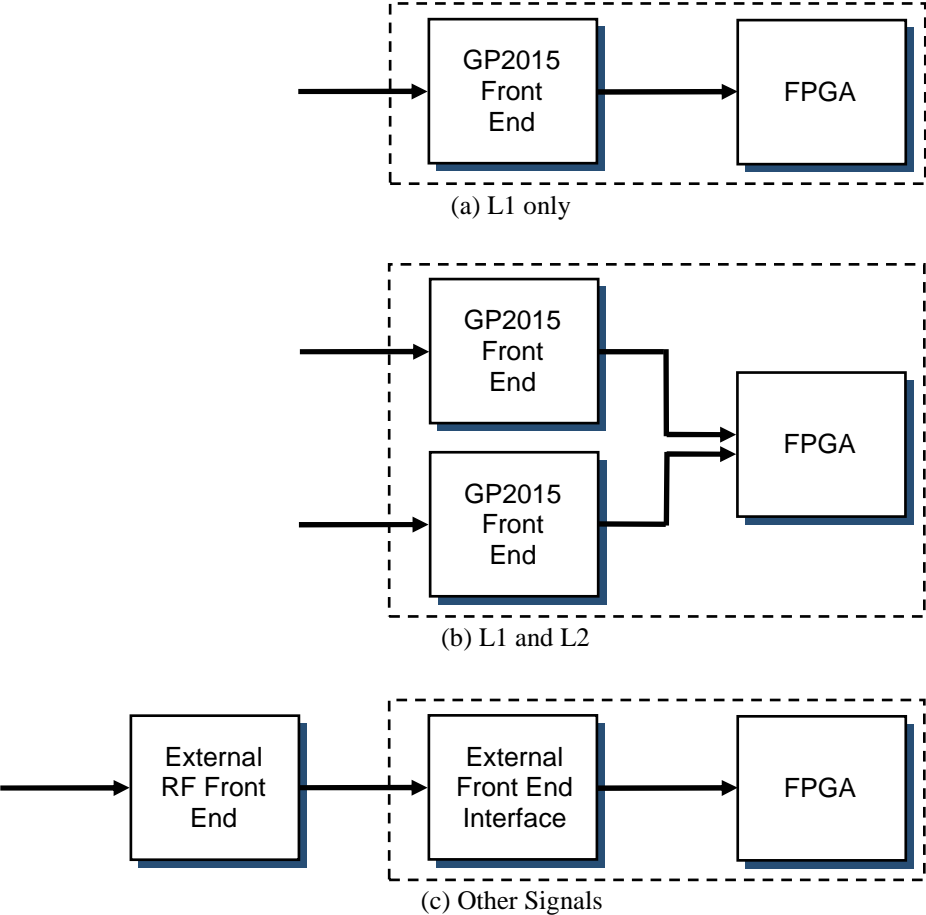 GP2015
Front
End
FPGA
(a) L1 only
GP2015
Front
End
FPGA
GP2015
Front
End
(b) L1 and L2
External
RF Front
End
External
Front End
Interface
FPGA
(c) Other Signals